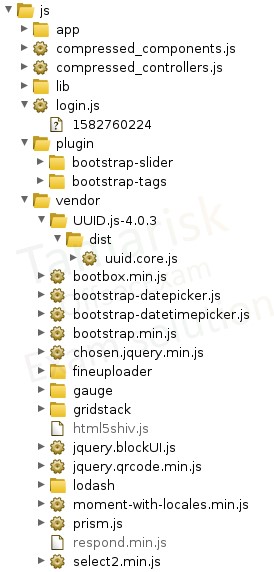 js
app
compressed_components.js
compressed_controllers.js
lib
login.js
1582760224
plugin
bootstrap-slider
bootstrap-tags
vendor
UUID.js-4.0.3
dist
uuid.core.js
bootbox.min.js
bootstrap-datepicker.js
bootstrap-datetimepicker.js
bootstrap.min.js
chosen.jquery.min.js
fineuploader
gauge
gridstack
html5shiv.js
jquery.blockUI.js
jquery.qrcode.min.js
lodash
moment-with-locales.min.js
prism.js
respond.min.js
select2.min.js